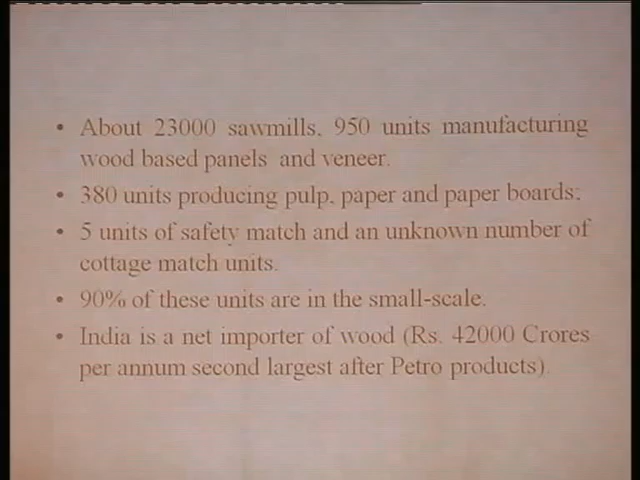 • About 23000 sawmills, 950 units manufacturing
wood based panels and veneer.
• 380 units producing pulp, paper and paper boards;
• 5 units of safety match and an unknown number of
cottage match units.
• 90% of these units are in the small-scale.
• India is a net importer of wood (Rs. 42000 Crores
per annum second largest after Petro products).